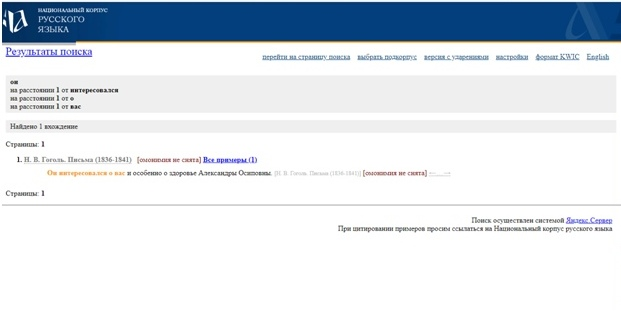 НАЦИОНАЛЬНЫЙ КОРПУС
РУССКОГО
ЯЗЫКА
Результаты поиска
перейти на страницу поиска выбрать подкорпус версия с ударениями настройки формат KWIC English
он
на расстоянии 1 от интересовался
на расстоянии 1 от о
на расстоянии 1 от вас
Найдено 1 вхождение
Страницы: 1
1. Н. В. Гоголь. Письма (1836-1841) [омонимия не снята] Все примеры (1)
Он интересовался о вас и особенно о здоровье Александры Осиповны. [Н. В. Гоголь. Письма (1836-1841)] [омонимия не снята] ←…→
Страницы: 1
Поиск осуществлен системой Яндекс.Сервер
При цитировании примеров просим ссылаться на Национальный корпус русского языка